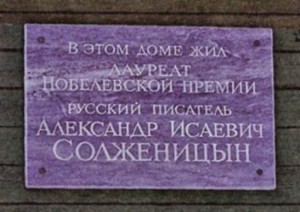 В ЭТОМ ДОМЕ ЖИЛ
ЛАУРЕАТ
НОБЕЛЕВСКОЙ ПРЕМИИ
РУССКИЙ ПИСАТЕЛЬ
АЛЕКСАНДР ИСАЕВИЧ
СОЛЖЕНИЦЫН